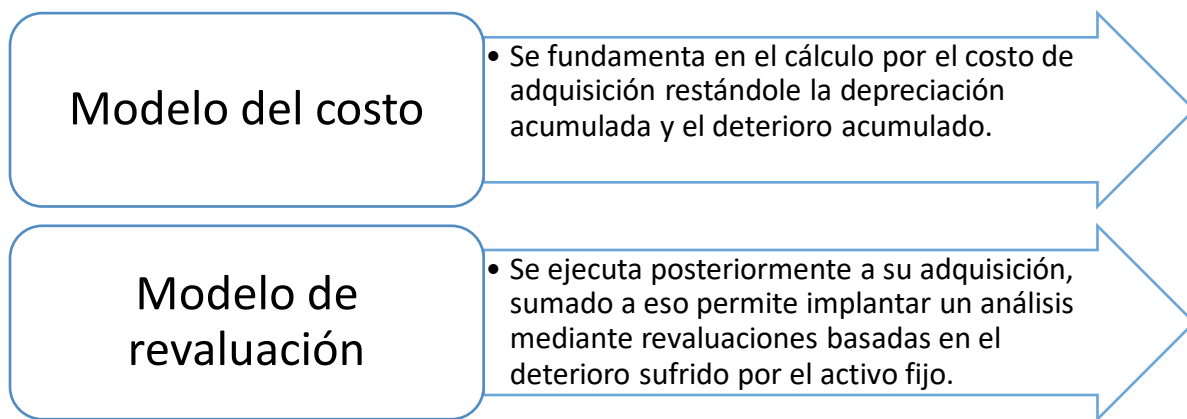 Modelo del costo
• Se fundamenta en el cálculo por el costo de
adquisición restándole la depreciación
acumulada y el deterioro acumulado.
Modelo de
revaluación
• Se ejecuta posteriormente a su adquisición,
sumado a eso permite implantar un análisis
mediante revaluaciones basadas en el
deterioro sufrido por el activo fijo.